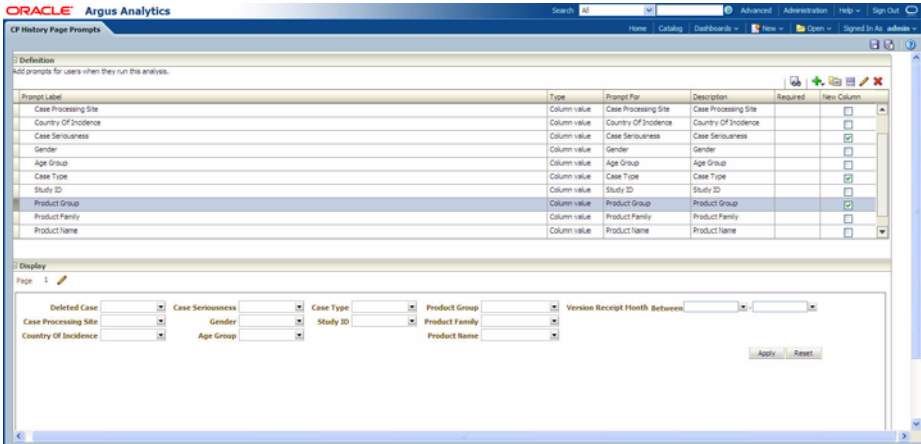 ORACLE Argus Analytics Search All Advanced Administration Help Sign Out
CP History Page Prompts Home Catalog Dashboards New Open Signed In As admin
Definition
Add prompts for users when they run this analysis.
Prompt Label Type Prompt For Description Required New Column
Case Processing Site Column value Case Processing Site Case Processing Site
Country Of Incidence Column value Country Of Incidence Country Of Incidence
Case Seriousness Column value Case Seriousness Case Seriousness
Gender Column value Gender Gender
Age Group Column value Age Group Age Group
Case Type Column value Case Type Case Type
Study ID Column value Study ID Study ID
Product Group Column value Product Group Product Group
Product Family Column value Product Family Product Family
Product Name Column value Product Name Product Name
Display
Page 1
Deleted Case Case Seriousness Case Type Product Group Version Receipt Month Between -
Case Processing Site Gender Study ID Product Family
Country Of Incidence Age Group Product Name
Apply Reset